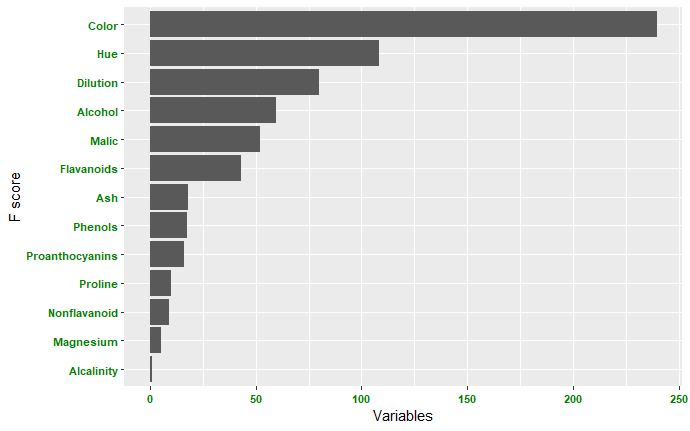 Color
Hue
Dilution
Alcohol
Malic
Flavanoids
Ash
Phenols
Proanthocyanins
Proline
Nonflavanoid
Magnesium
Alcalinity
F score
0 50 100 150 200 250
Variables